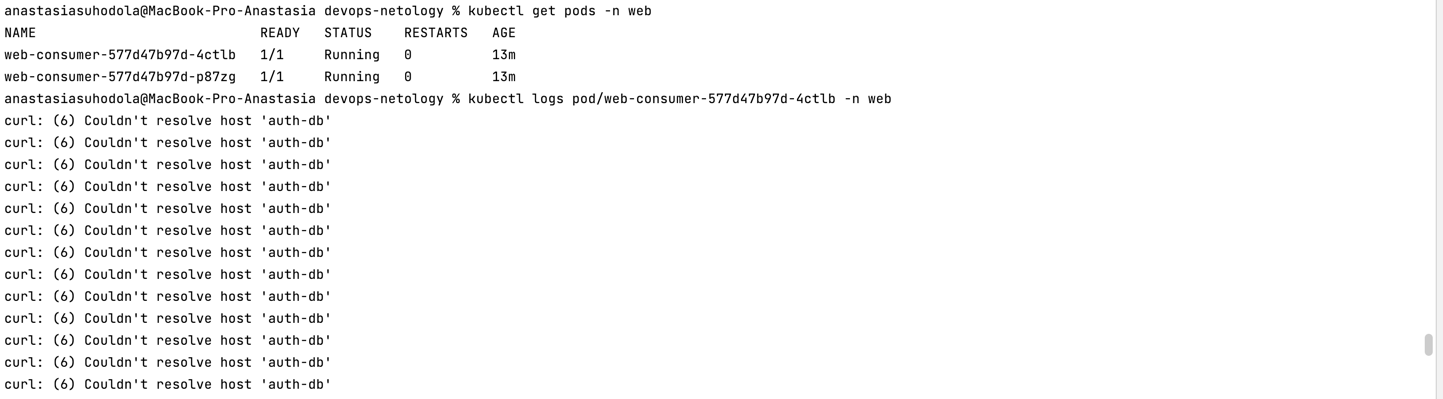 anastasiasuhodola@MacBook-Pro-Anastasia devops-netology % kubectl get pods -n web
NAME                            READY   STATUS    RESTARTS   AGE
web-consumer-577d47b97d-4ctlb   1/1     Running   0          13m
web-consumer-577d47b97d-p87zg   1/1     Running   0          13m
anastasiasuhodola@MacBook-Pro-Anastasia devops-netology % kubectl logs pod/web-consumer-577d47b97d-4ctlb -n web
curl: (6) Couldn't resolve host 'auth-db'
curl: (6) Couldn't resolve host 'auth-db'
curl: (6) Couldn't resolve host 'auth-db'
curl: (6) Couldn't resolve host 'auth-db'
curl: (6) Couldn't resolve host 'auth-db'
curl: (6) Couldn't resolve host 'auth-db'
curl: (6) Couldn't resolve host 'auth-db'
curl: (6) Couldn't resolve host 'auth-db'
curl: (6) Couldn't resolve host 'auth-db'
curl: (6) Couldn't resolve host 'auth-db'
curl: (6) Couldn't resolve host 'auth-db'
curl: (6) Couldn't resolve host 'auth-db'
curl: (6) Couldn't resolve host 'auth-db'